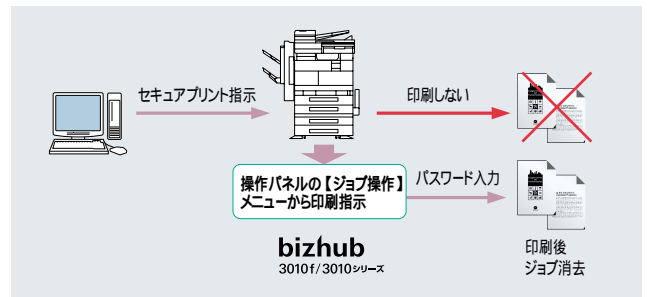 セキュアプリント指示
印刷しない
操作パネルの【ジョブ操作】
メニューから印刷指示
パスワード入力
印刷後
ジョブ消去
bizhub
3010f/3010シリーズ